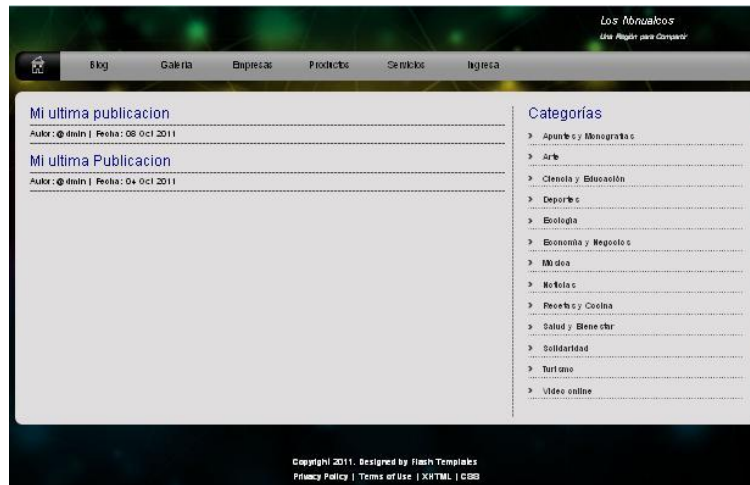 Los Nonualcos
Una Región para Compartir
Blog Galeria Empresas Productos Servicios Ingresa
Mi ultima publicacion
Autor: @dmin | Fecha: 08 Oct 2011
Mi ultima Publicacion
Autor: @dmin | Fecha: 04 Oct 2011
Categorías
Apuntes y Monografias
Arte
Ciencia y Educación
Deportes
Ecología
Economía y Negocios
Música
Noticias
Recetas y Cocina
Salud y Bienestar
Solidaridad
Turismo
Video online
Copyright 2011. Designed by Flash Templates
Privacy Policy | Terms of Use | XHTML | CSS